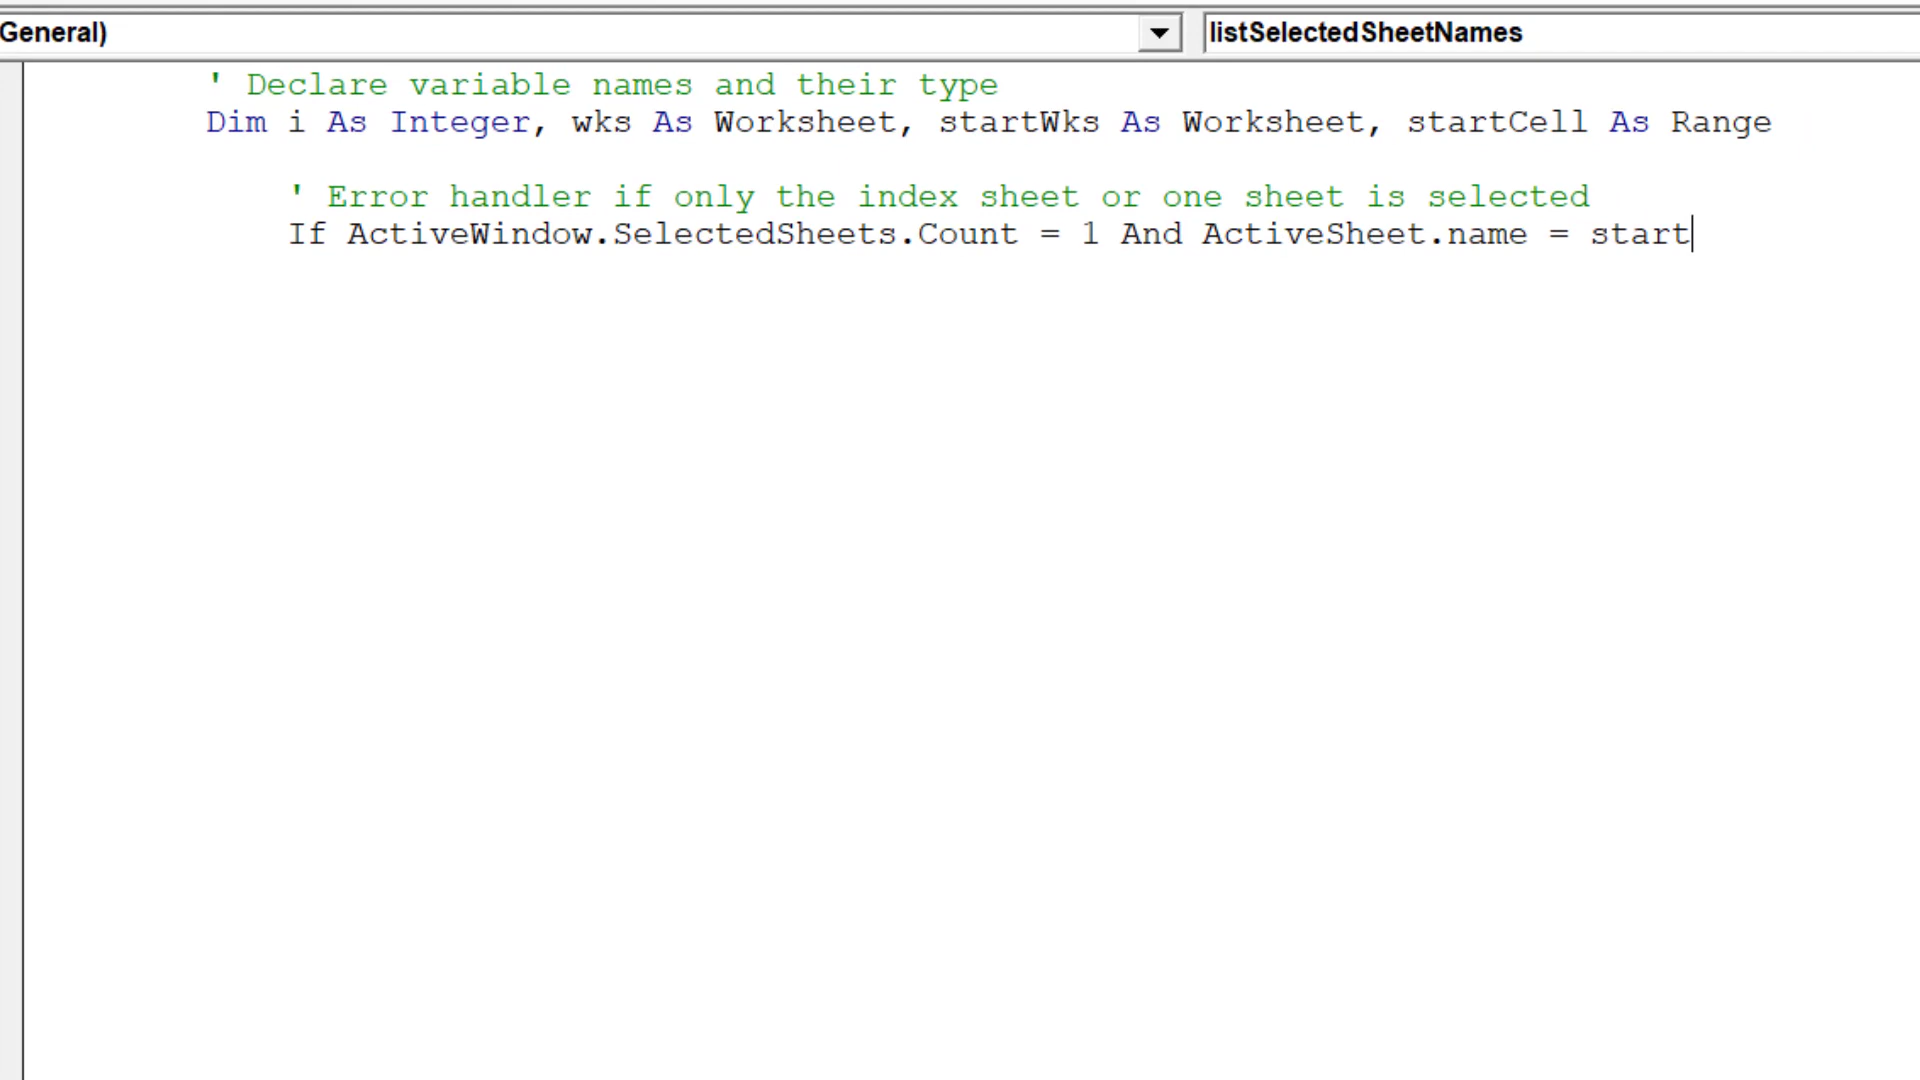 General)
listSelectedSheetNames
' Declare variable names and their type
Dim i As Integer, wks As Worksheet, startWks As Worksheet, startCell As Range
' Error handler if only the index sheet or one sheet is selected
If ActiveWindow.SelectedSheets.Count = 1 And ActiveSheet.name = start